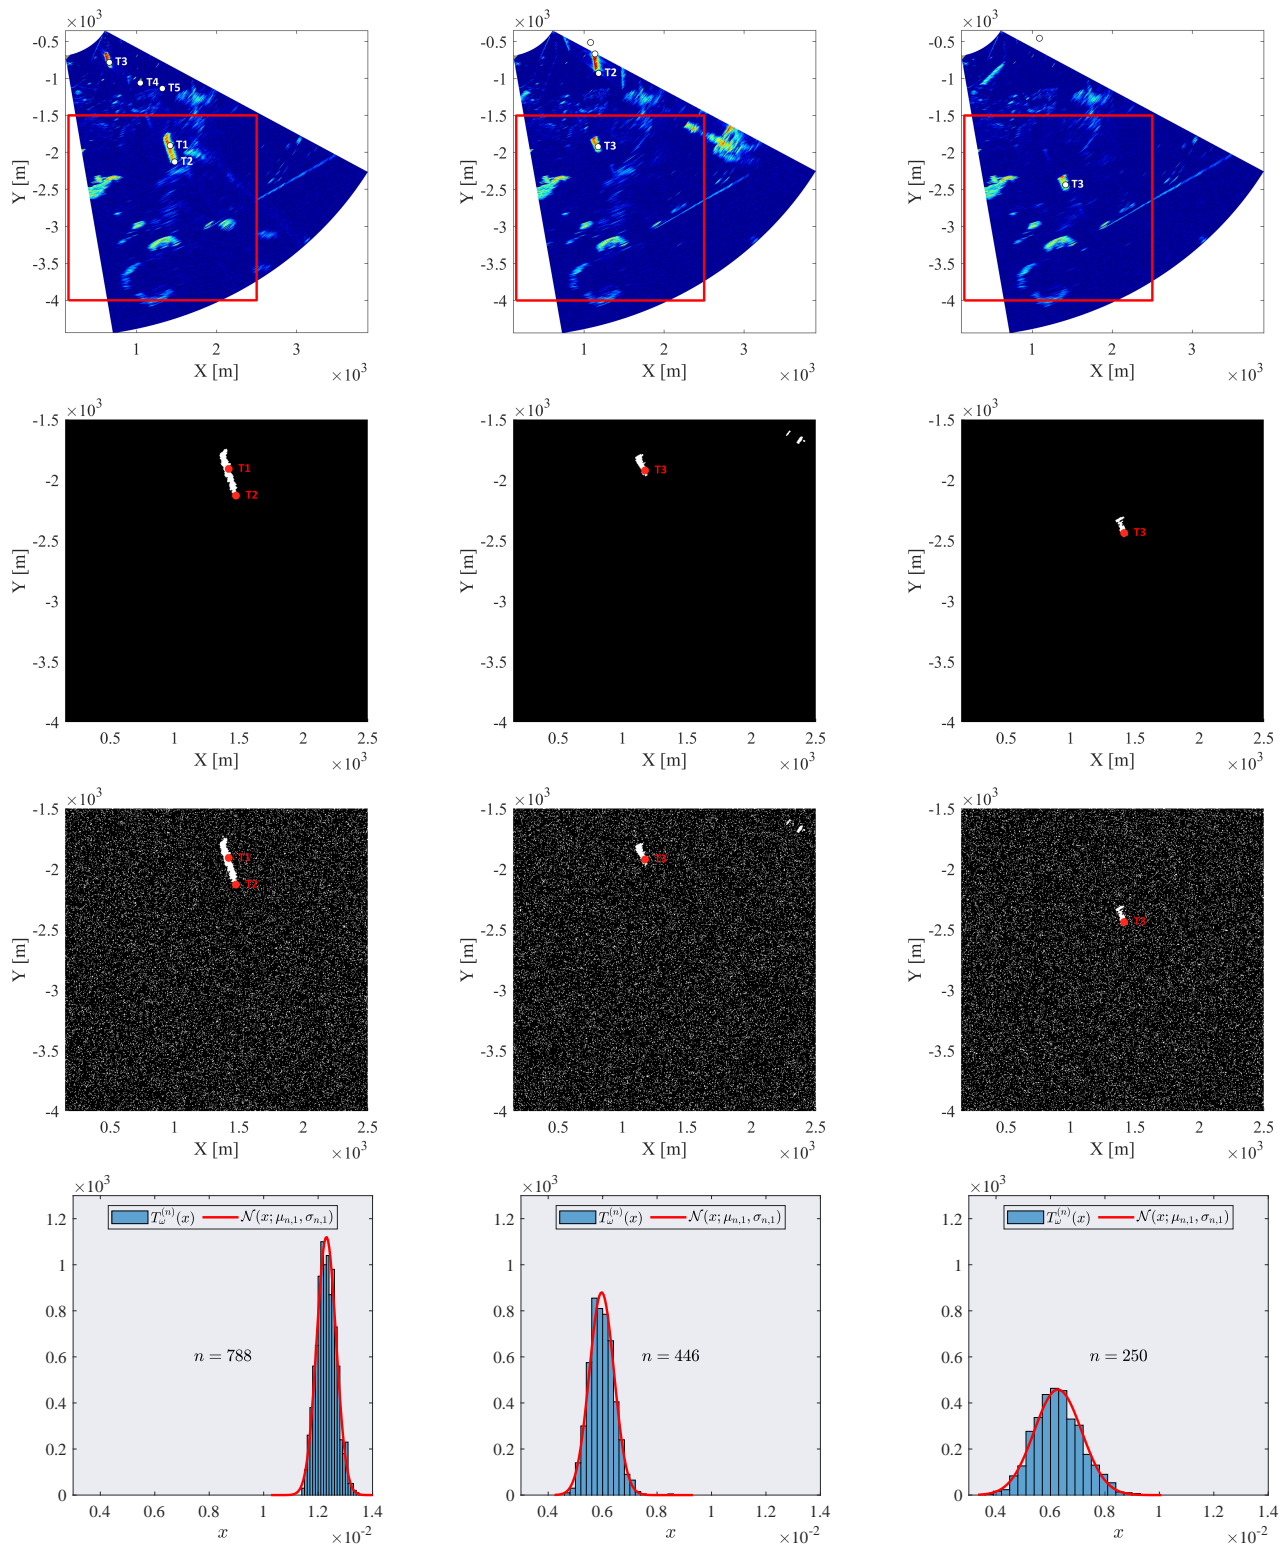 ×10³ ×10³ ×10³
-0.5 -0.5 -0.5
T3 T4 T5 T2
-1 -1 -1
-1.5 -1.5 -1.5
T1 T3
-2 -2 -2
T2 T3
Y [m] Y [m] Y [m]
-2.5 -2.5 -2.5
-3 -3 -3
-3.5 -3.5 -3.5
-4 -4 -4
1 2 3 1 2 3 1 2 3
X [m] X [m] X [m]
×10³ ×10³ ×10³
×10³ ×10³ ×10³
-1.5 -1.5 -1.5
T1 T3
-2 -2 -2
T2 T3
-2.5 -2.5 -2.5
Y [m] Y [m] Y [m]
-3 -3 -3
-3.5 -3.5 -3.5
-4 -4 -4
0.5 1 1.5 2 2.5 0.5 1 1.5 2 2.5 0.5 1 1.5 2 2.5
X [m] X [m] X [m]
×10³ ×10³ ×10³
×10³ ×10³ ×10³
-1.5 -1.5 -1.5
T1 T3
-2 -2 -2
T2 T3
-2.5 -2.5 -2.5
Y [m] Y [m] Y [m]
-3 -3 -3
-3.5 -3.5 -3.5
-4 -4 -4
0.5 1 1.5 2 2.5 0.5 1 1.5 2 2.5 0.5 1 1.5 2 2.5
X [m] X [m] X [m]
×10³ ×10³ ×10³
×10³ ×10³ ×10³
1.2 1.2 1.2
T_ω^(n)(x) N(x; μ_n,1, σ_n,1) T_ω^(n)(x) N(x; μ_n,1, σ_n,1) T_ω^(n)(x) N(x; μ_n,1, σ_n,1)
1 1 1
0.8 0.8 0.8
0.6 0.6 0.6
n = 788 n = 446 n = 250
0.4 0.4 0.4
0.2 0.2 0.2
0 0 0
0.4 0.6 0.8 1 1.2 1.4 0.4 0.6 0.8 1 1.2 1.4 0.4 0.6 0.8 1 1.2 1.4
x x x
×10⁻² ×10⁻² ×10⁻²